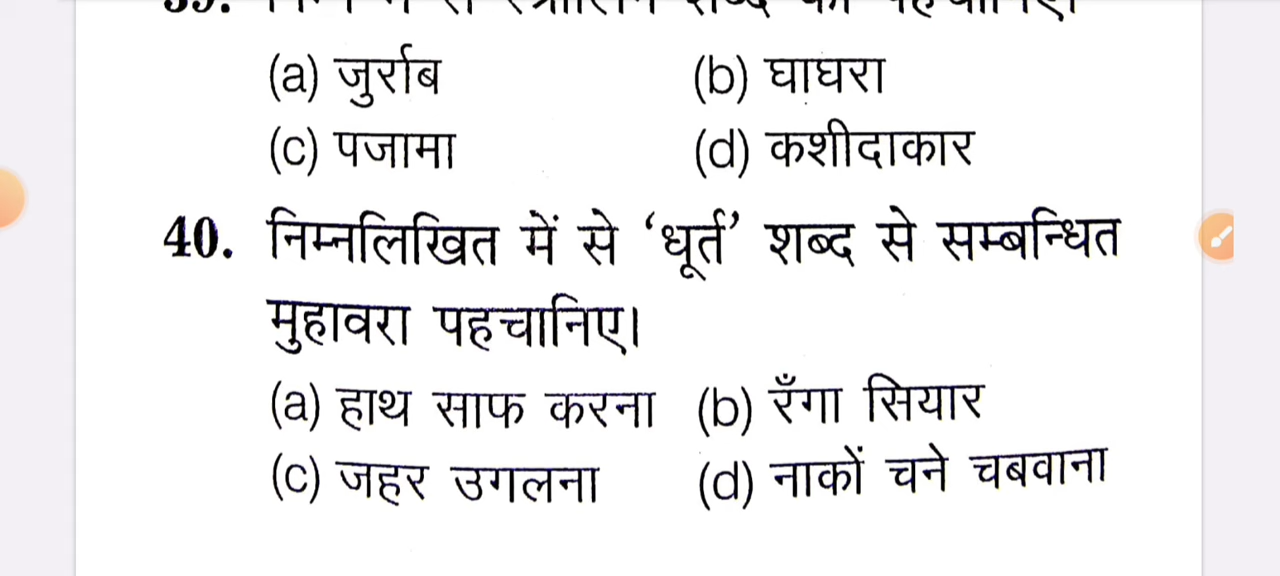 (a) जुर्राब (b) घाघरा
(c) पजामा (d) कशीदाकार
40. निम्नलिखित में से ‘धूर्त’ शब्द से सम्बन्धित
मुहावरा पहचानिए।
(a) हाथ साफ करना (b) रँगा सियार
(c) जहर उगलना (d) नाकों चने चबवाना